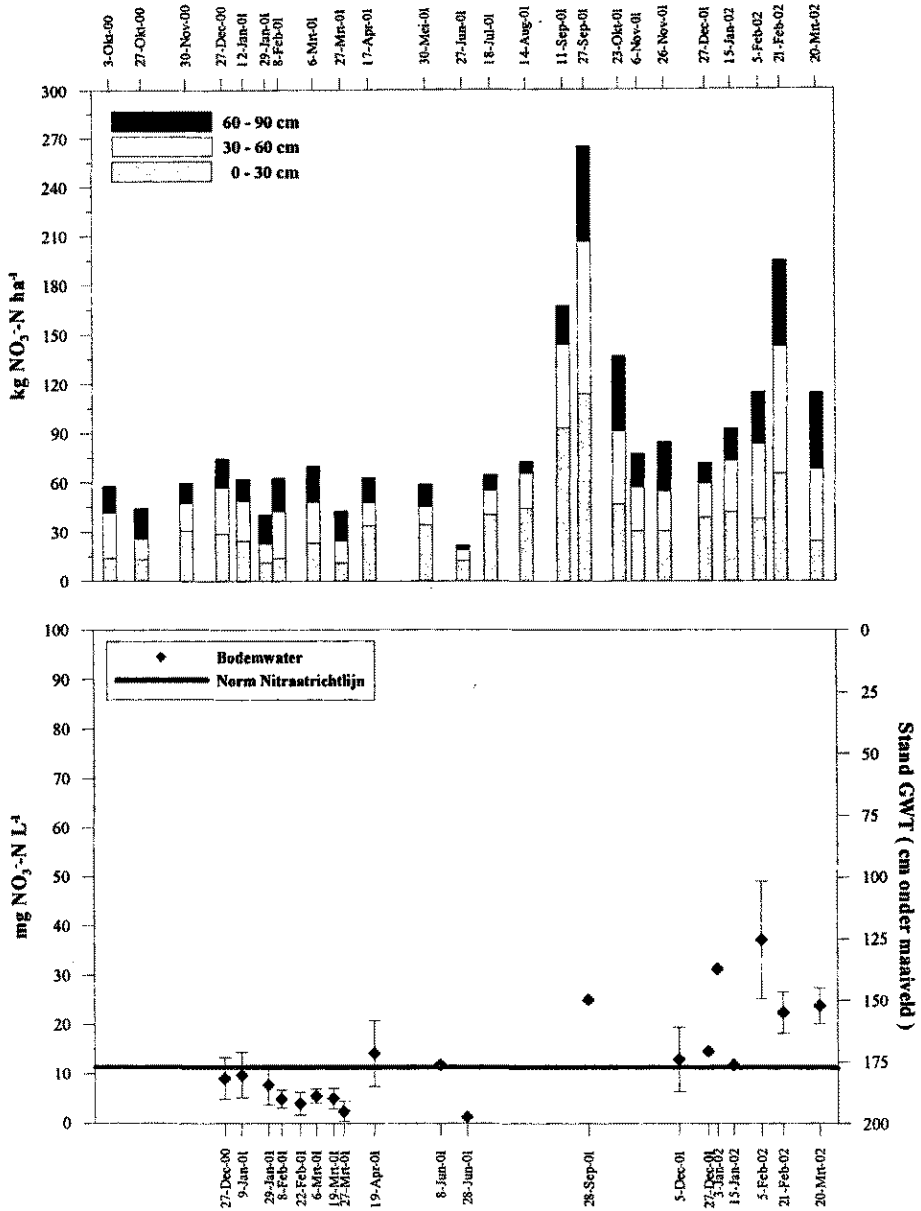 3-Okt-00
27-Okt-00
30-Nov-00
27-Dec-00
12-Jan-01
29-Jan-01
8-Feb-01
6-Mrt-01
27-Mrt-01
17-Apr-01
30-Mei-01
27-Jun-01
18-Jul-01
14-Aug-01
11-Sep-01
27-Sep-01
23-Okt-01
6-Nov-01
26-Nov-01
27-Dec-01
15-Jan-02
5-Feb-02
21-Feb-02
20-Mrt-02
300
270
240
210
180
150
120
90
60
30
0
kg NO₃⁻-N ha⁻¹
60 - 90 cm
30 - 60 cm
0 - 30 cm
100
90
80
70
60
50
40
30
20
10
0
mg NO₃⁻-N L⁻¹
Bodemwater
Norm Nitraatrichtlijn
0
25
50
75
100
125
150
175
200
Stand GWT ( cm onder maaiveld )
27-Dec-00
9-Jan-01
29-Jan-01
8-Feb-01
22-Feb-01
6-Mrt-01
19-Mrt-01
27-Mrt-01
19-Apr-01
8-Jun-01
28-Jun-01
28-Sep-01
5-Dec-01
27-Dec-01
3-Jan-02
15-Jan-02
5-Feb-02
21-Feb-02
20-Mrt-02